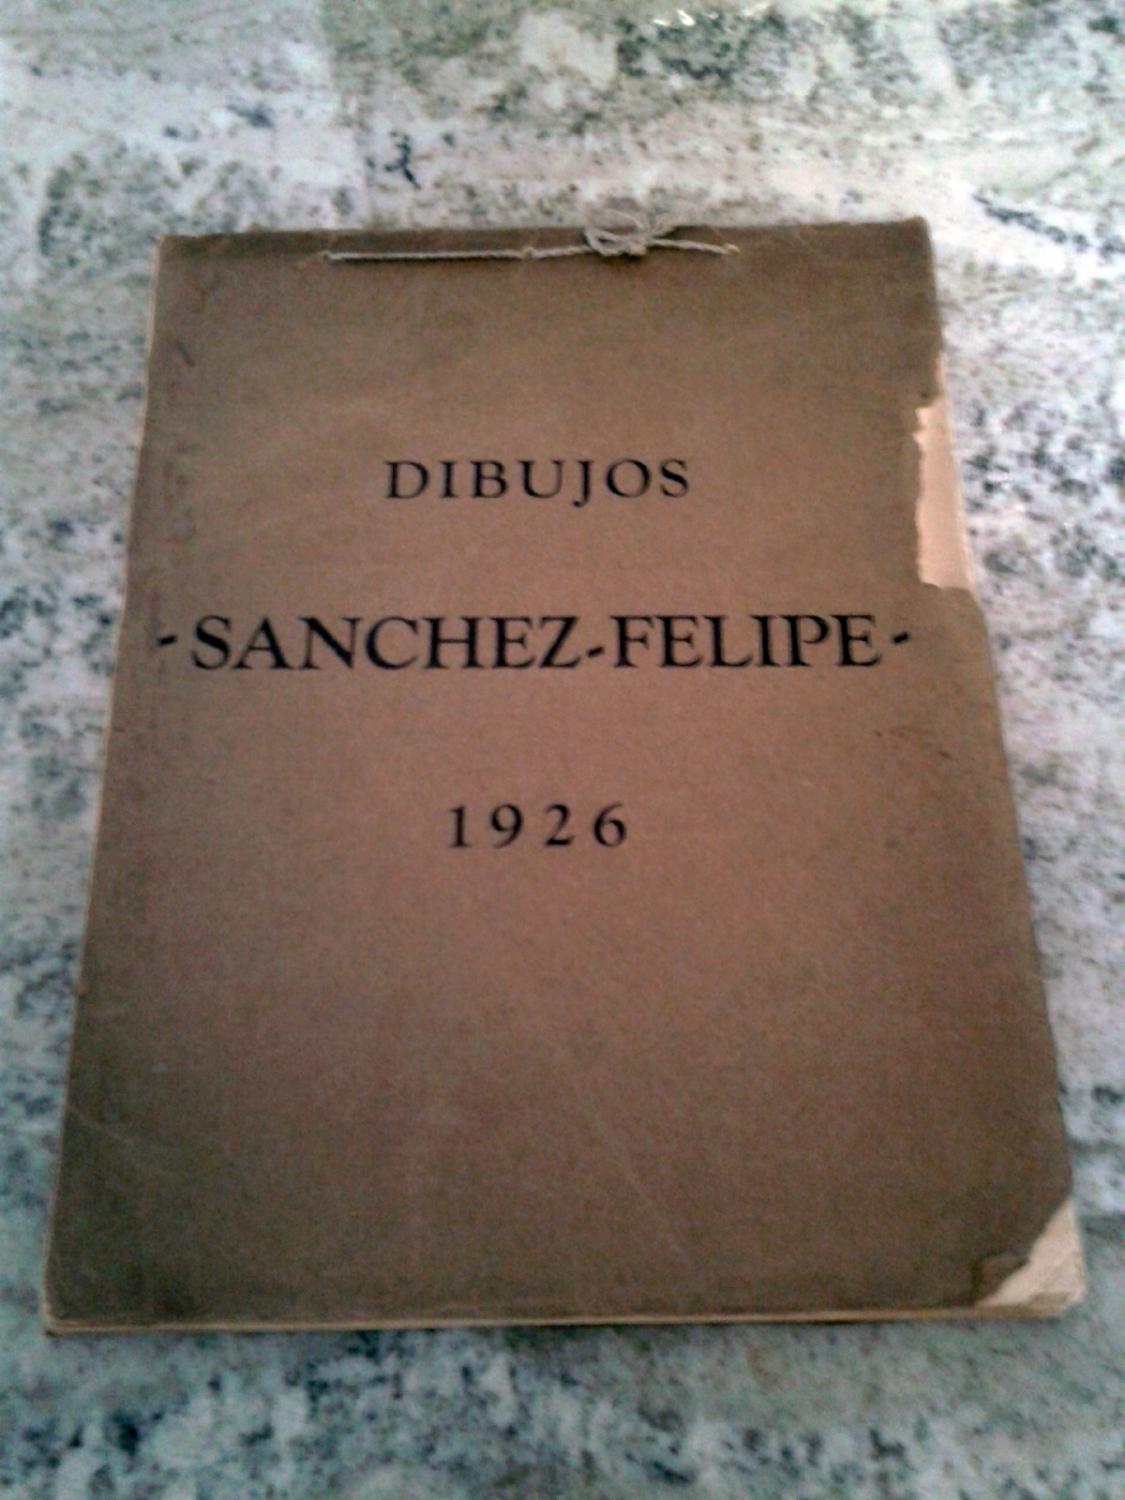 DIBUJOS
-SANCHEZ-FELIPE-
1926